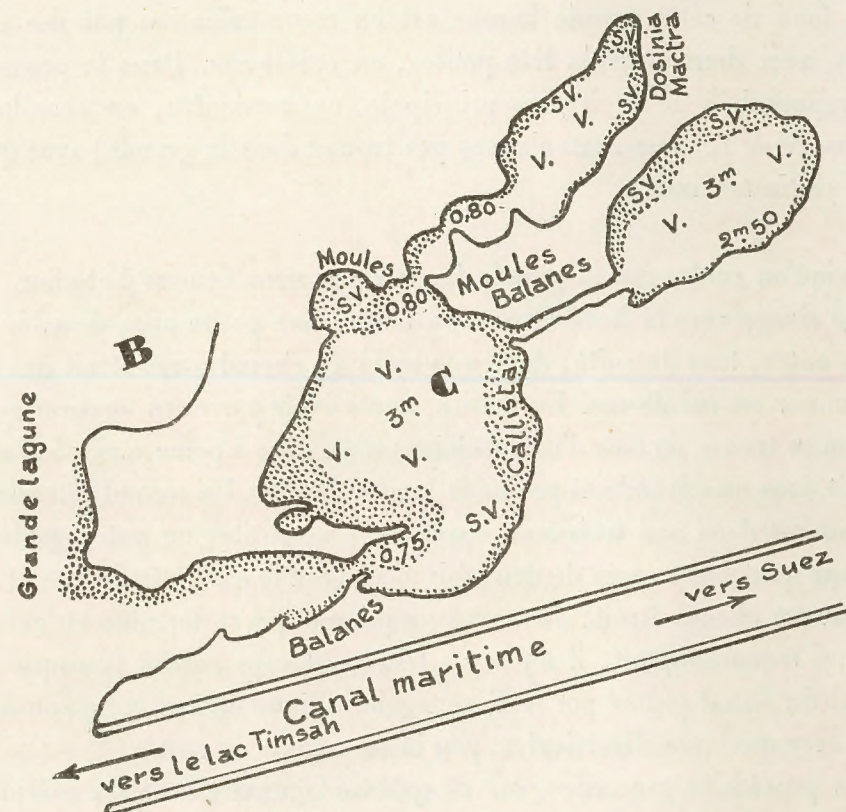 S.V.
Dosinia
Mactra
S.V.
V.
S.V.
V.
0,80
S.V.
V.
S.V.
3m
V.
2m50
Moules
S.V.
0,80
Moules
Balanes
B
V.
C
3m
V.
V.
Callista
S.V.
Grande lagune
0,75
Balanes
vers Suez
Canal maritime
vers le lac Timsah